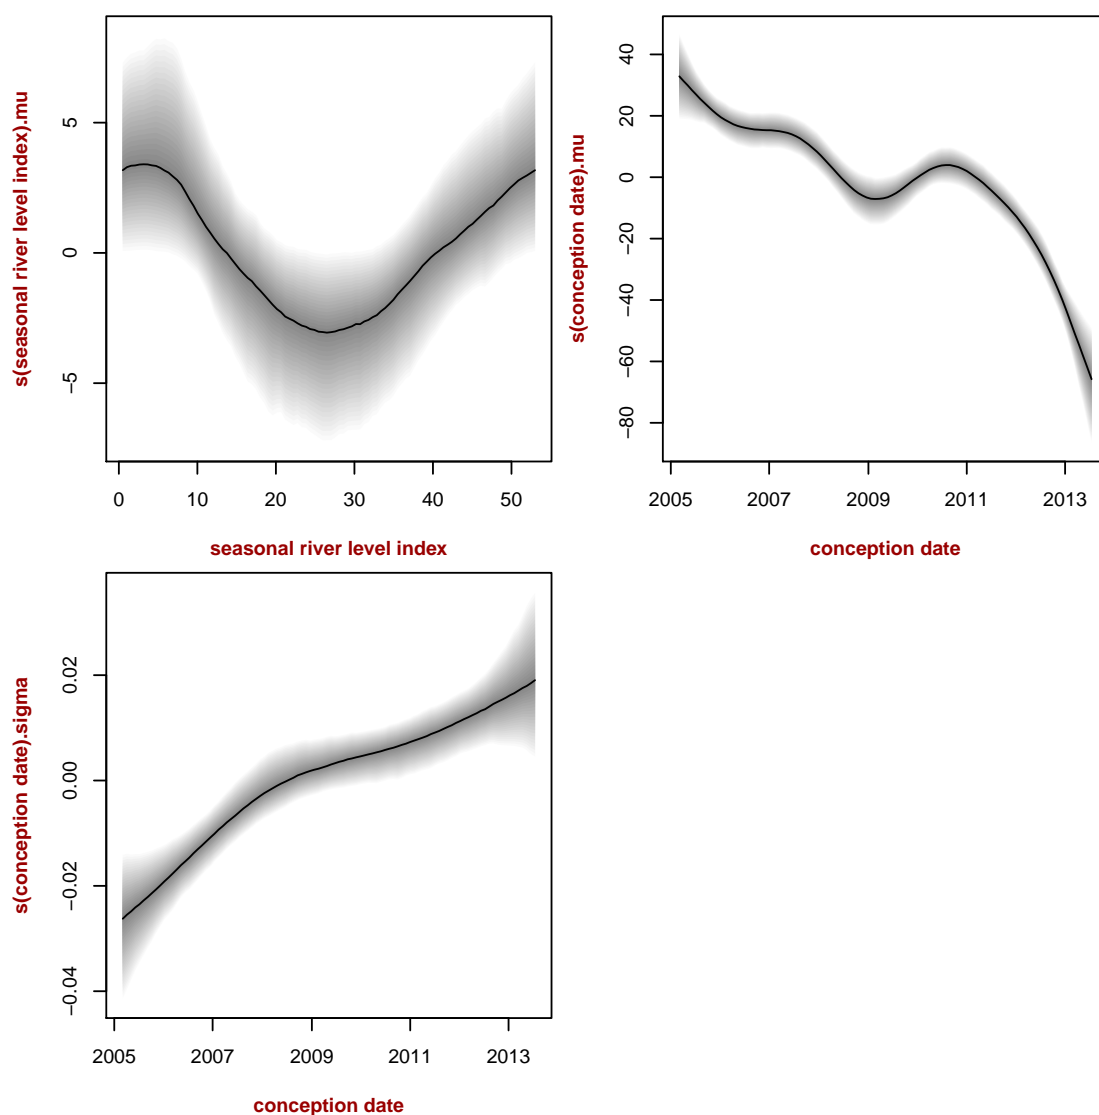 s(seasonal river level index).mu
5
0
−5
0 10 20 30 40 50
seasonal river level index
s(conception date).mu
40
20
0
−20
−40
−60
−80
2005 2007 2009 2011 2013
conception date
s(conception date).sigma
0.02
0.00
−0.02
−0.04
2005 2007 2009 2011 2013
conception date